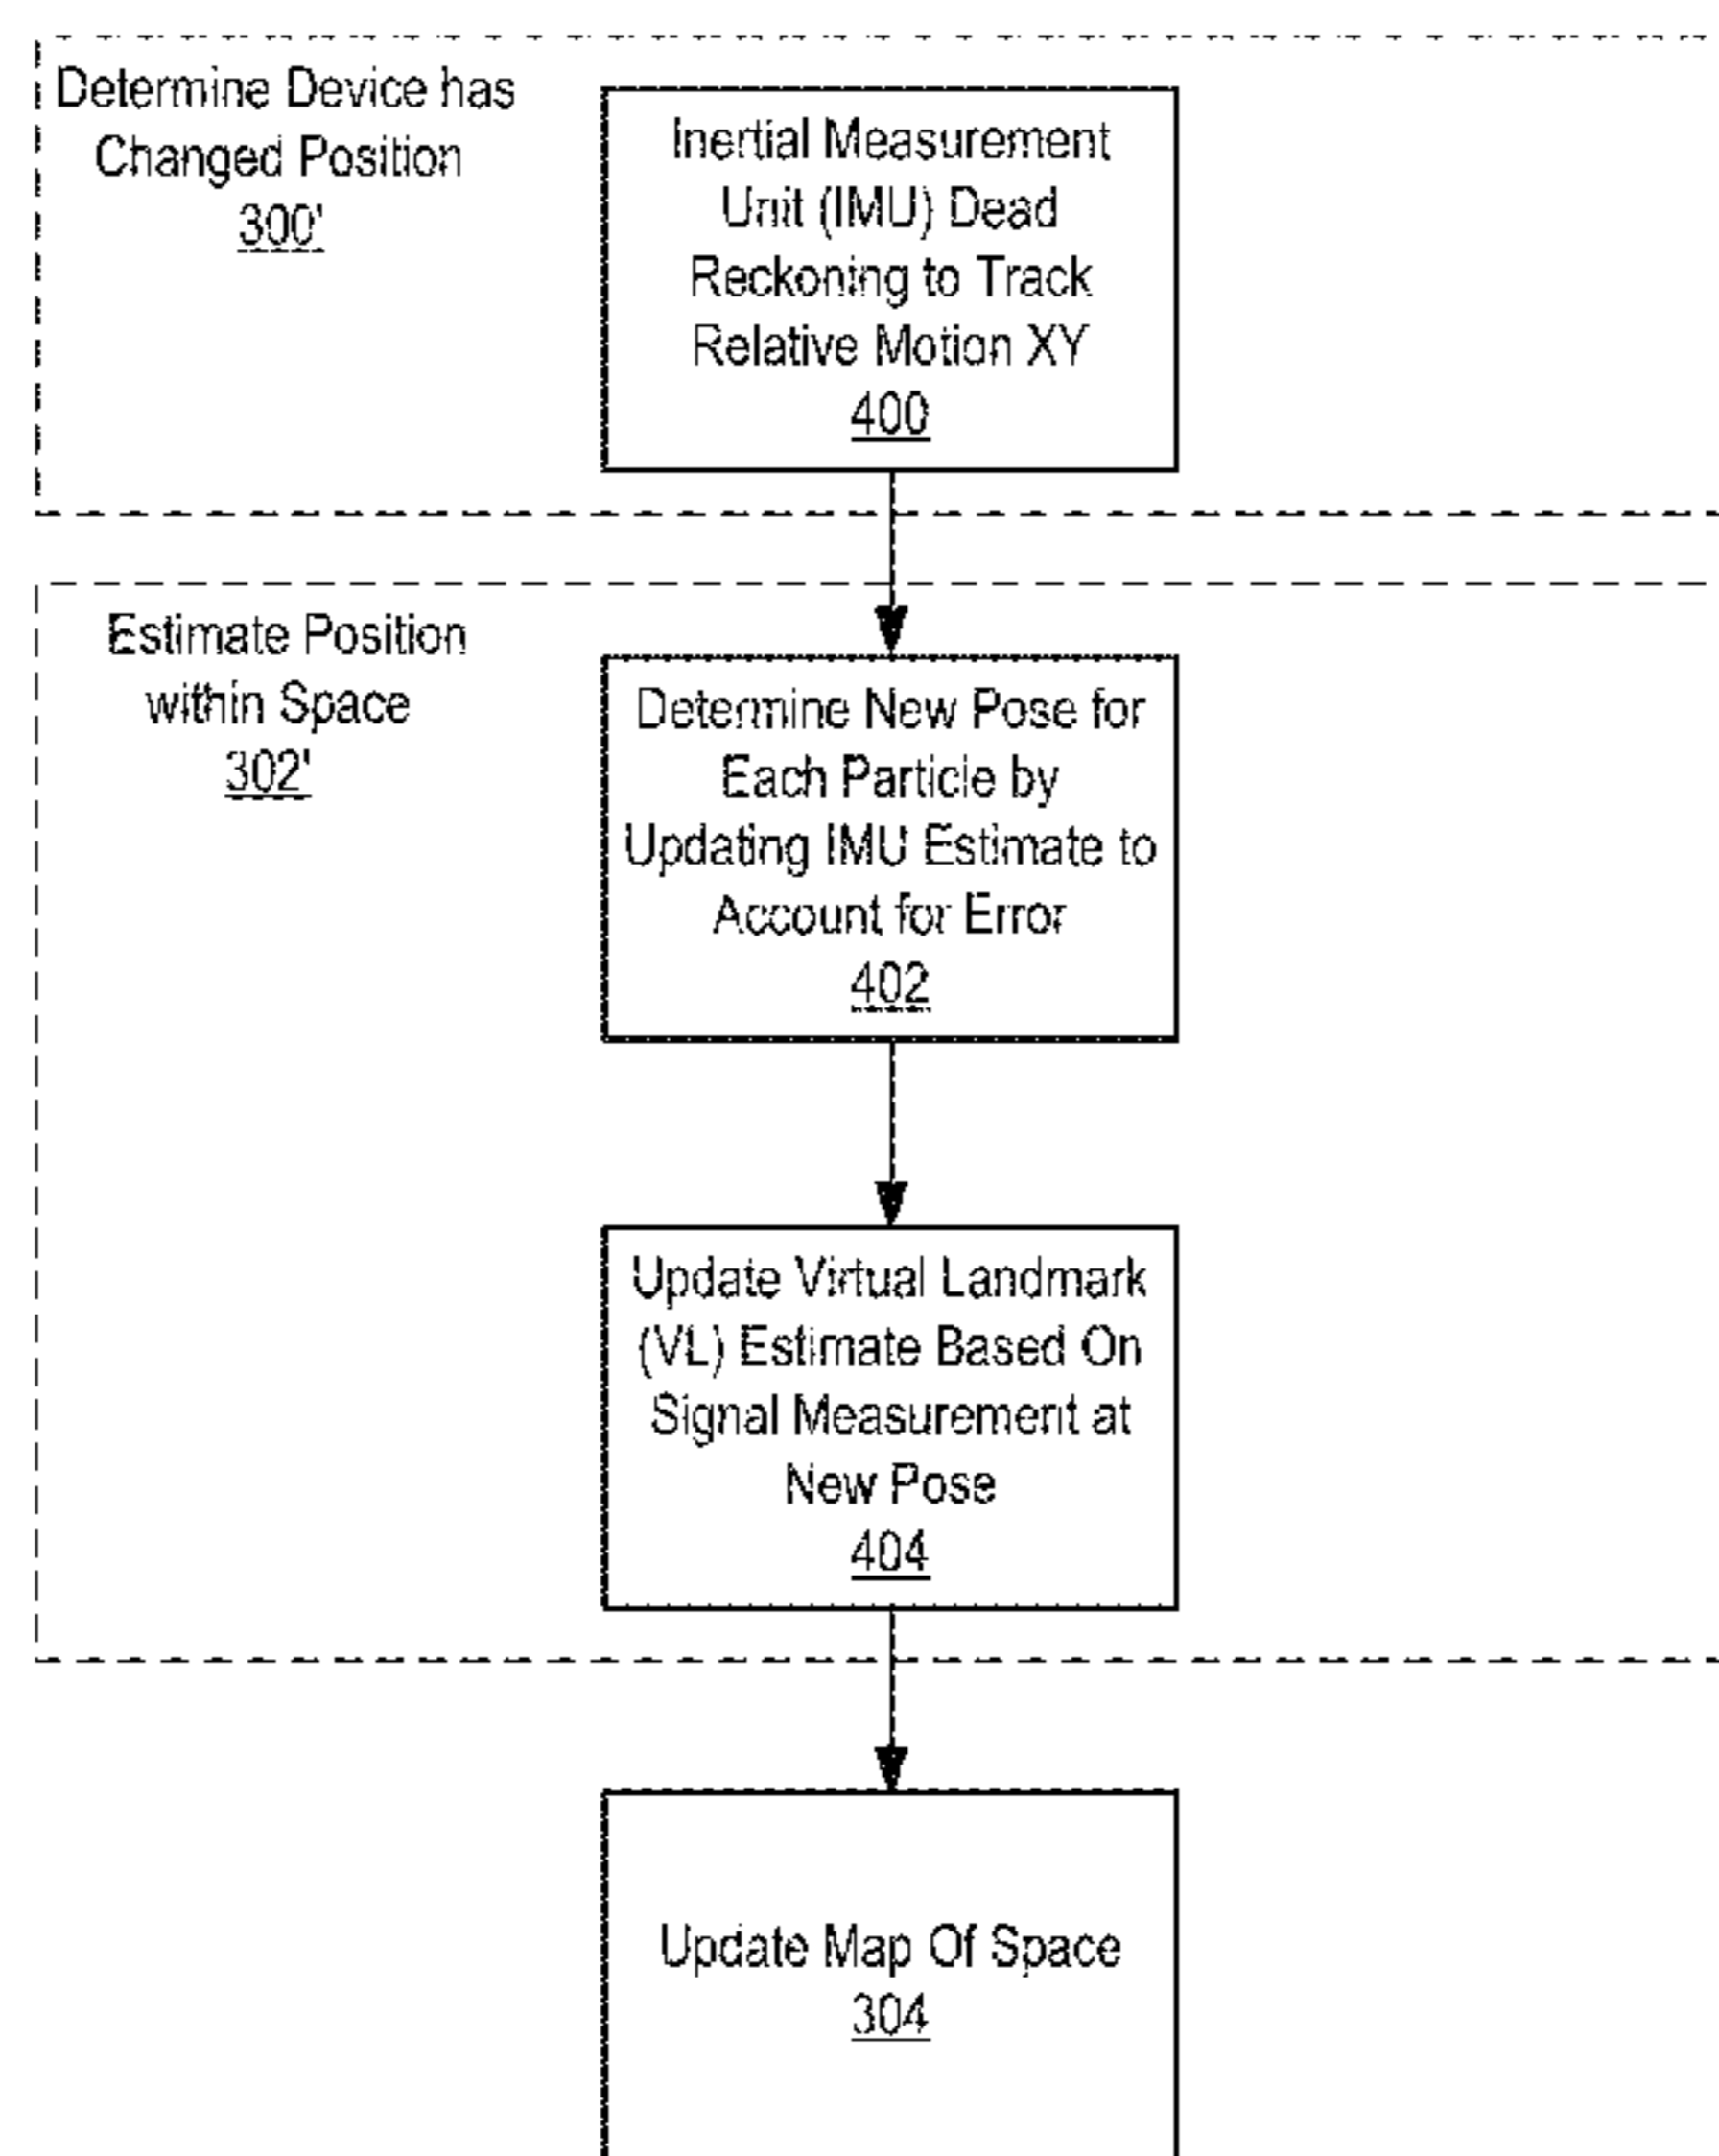 Determine Device has
Changed Position
300'
Inertial Measurement
Unit (IMU) Dead
Reckoning to Track
Relative Motion XY
400
Estimate Position
within Space
302'
Determine New Pose for
Each Particle by
Updating IMU Estimate to
Account for Error
402
Update Virtual Landmark
(VL) Estimate Based On
Signal Measurement at
New Pose
404
Update Map Of Space
304